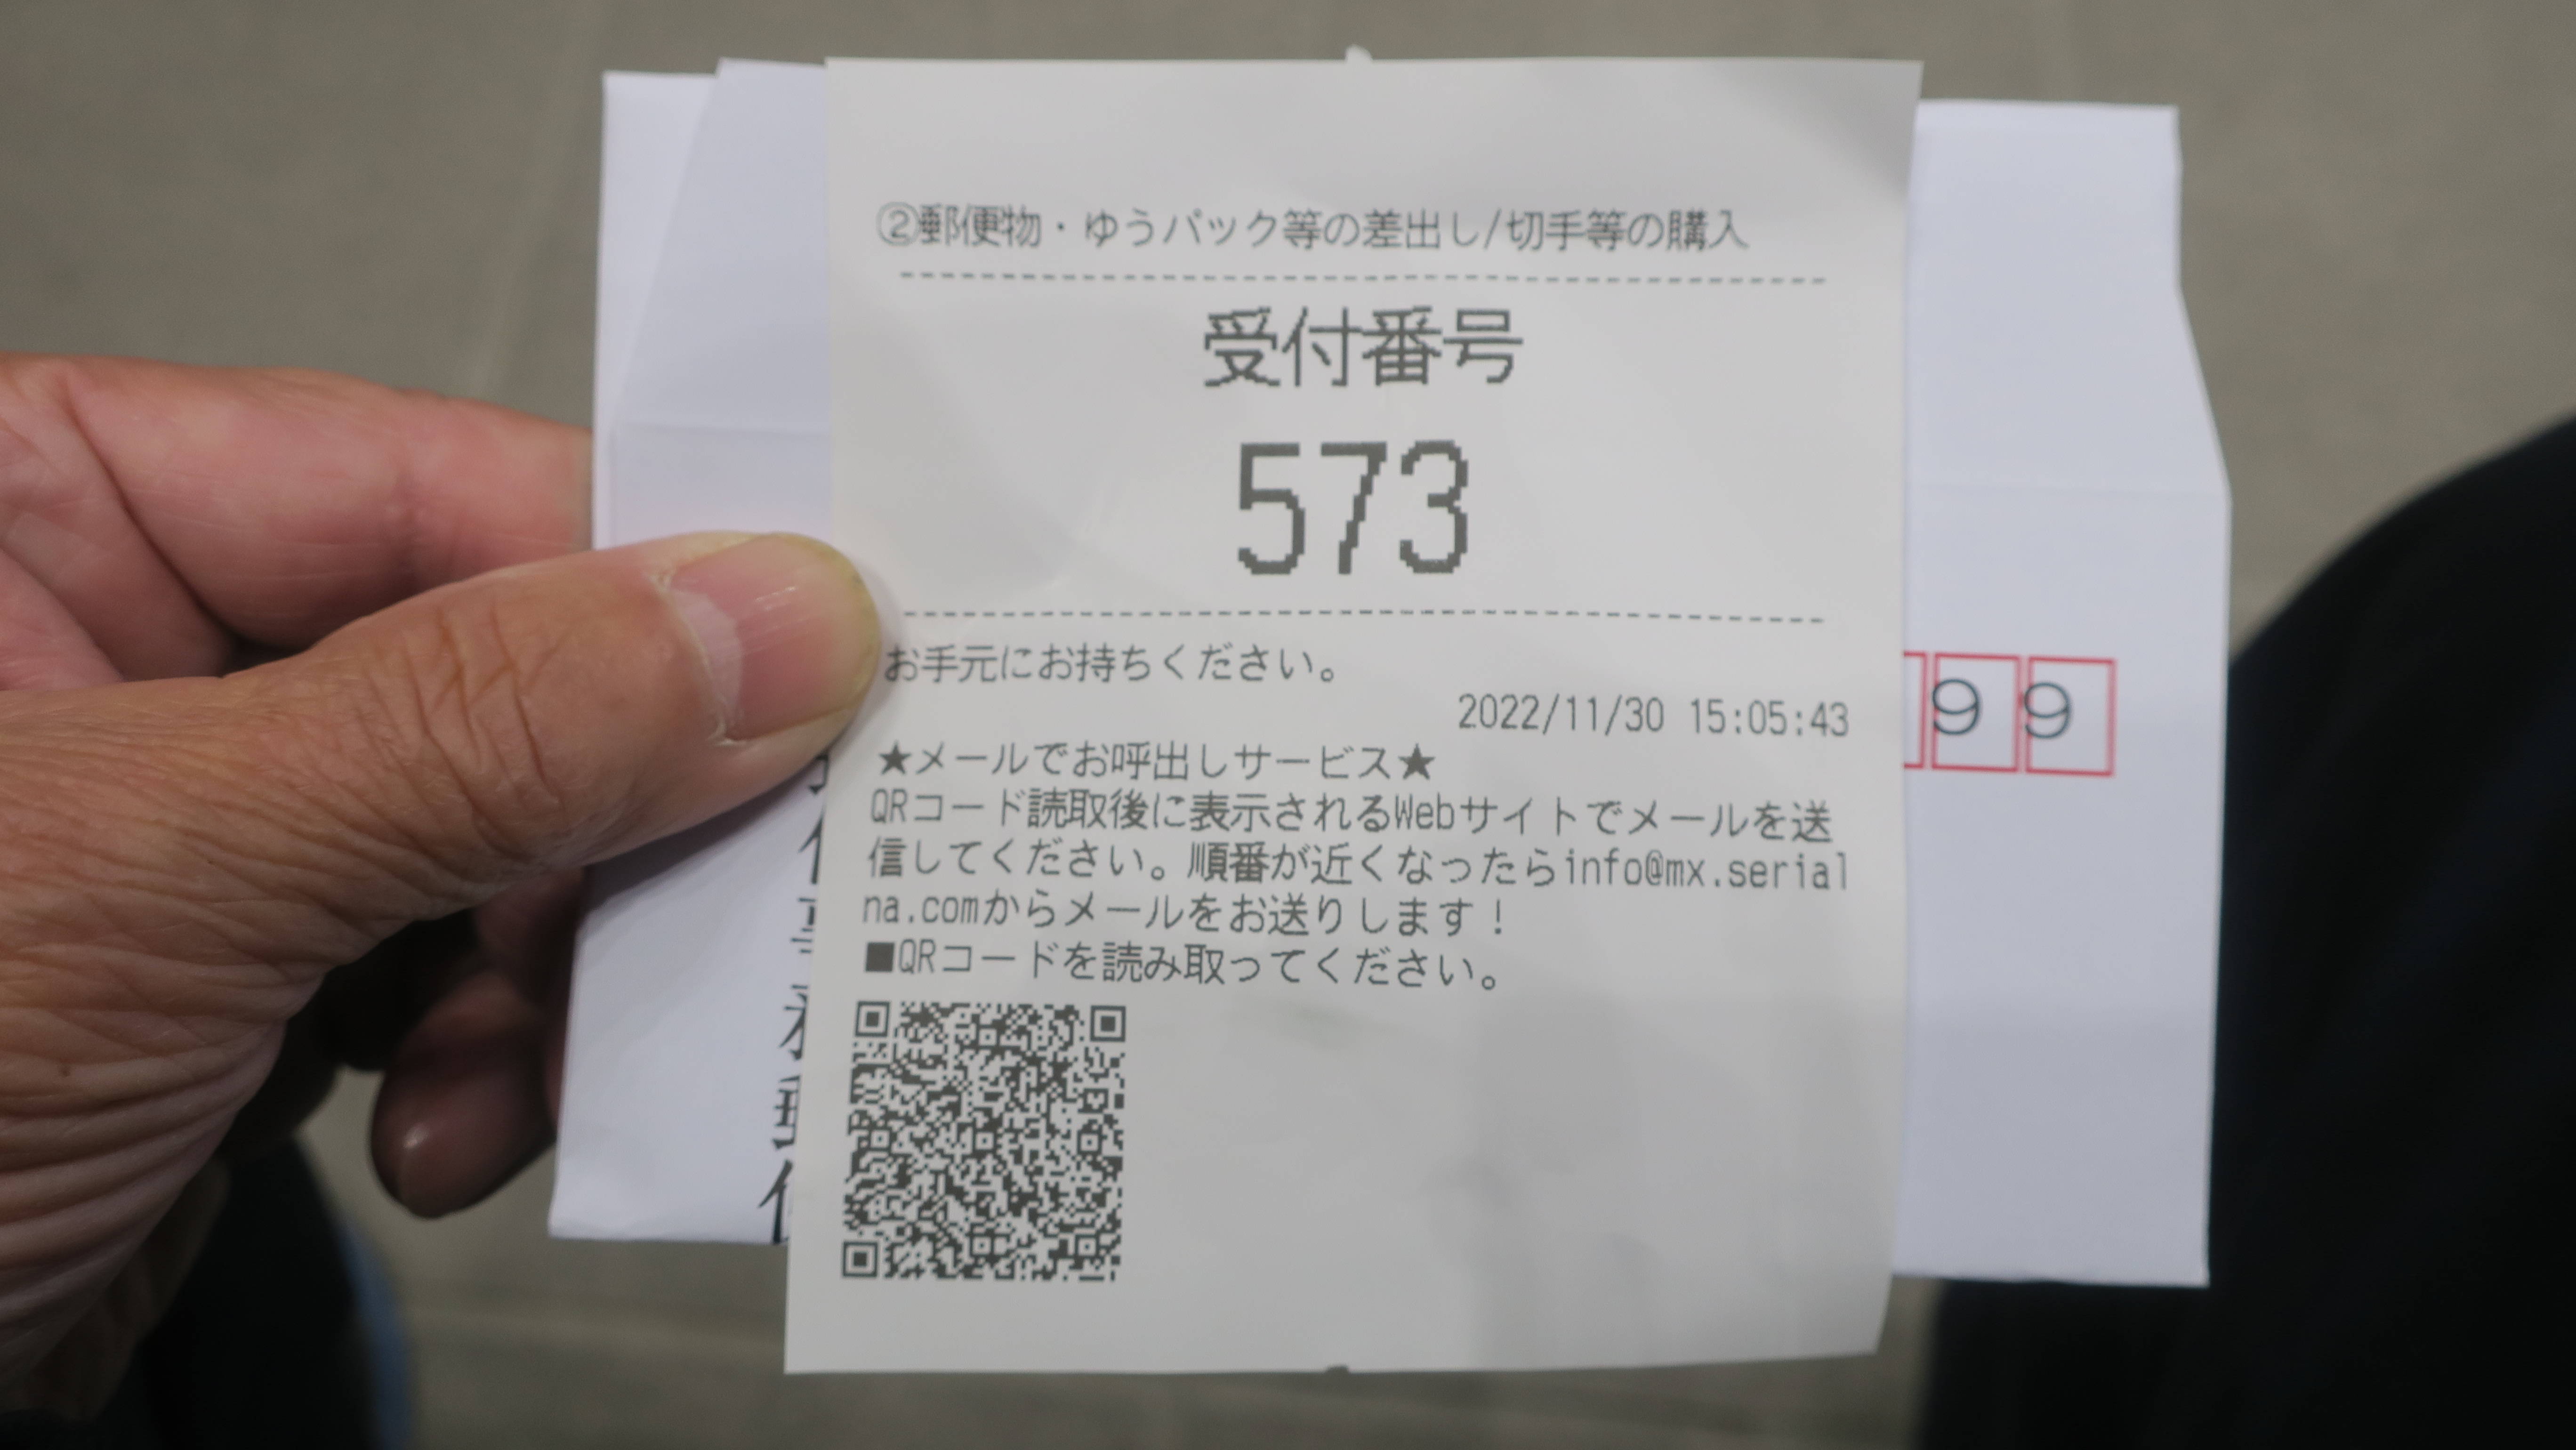 ②郵便物・ゆうパック等の差出し/切手等の購入
受付番号
573
お手元にお持ちください。
2022/11/30 15:05:43
★メールでお呼出しサービス★
QRコード読取後に表示されるWebサイトでメールを送
信してください。順番が近くなったらinfo@mx.serial
na.comからメールをお送りします!
■QRコードを読み取ってください。
99